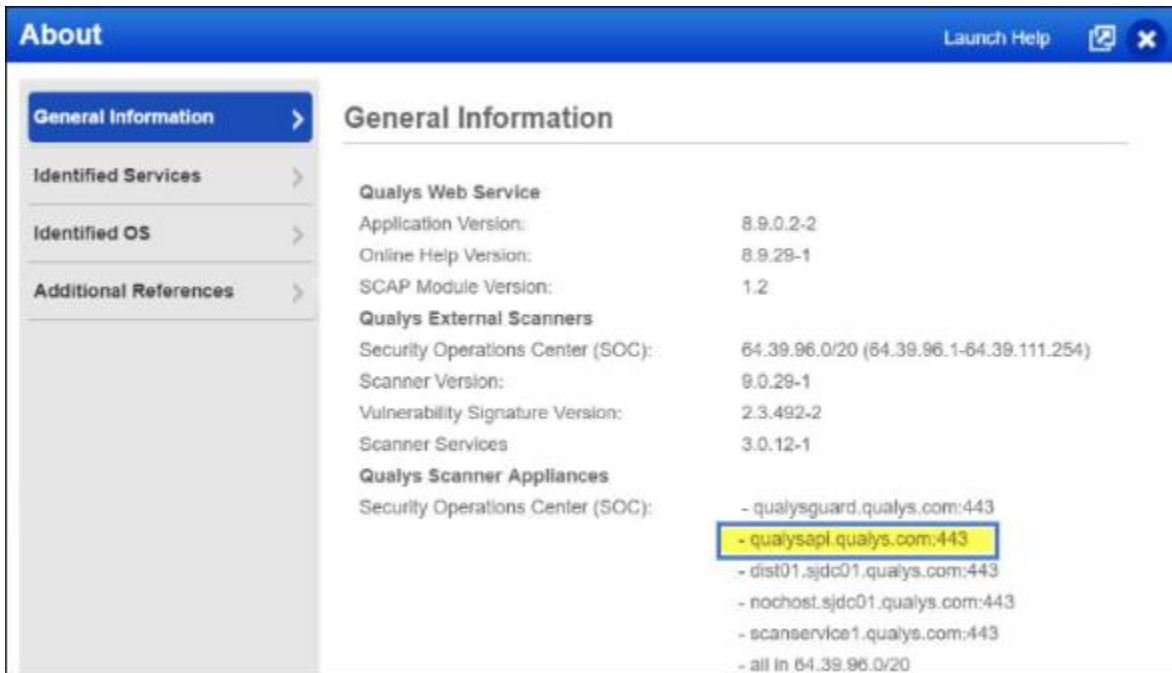 About
Launch Help
General Information
Identified Services
Identified OS
Additional References
General Information
Qualys Web Service
Application Version: 8.9.0.2-2
Online Help Version: 8.9.29-1
SCAP Module Version: 1.2
Qualys External Scanners
Security Operations Center (SOC): 64.39.96.0/20 (64.39.96.1-64.39.111.254)
Scanner Version: 9.0.29-1
Vulnerability Signature Version: 2.3.492-2
Scanner Services 3.0.12-1
Qualys Scanner Appliances
Security Operations Center (SOC): - qualysguard.qualys.com:443
- qualysapi.qualys.com:443
- dist01.sjdc01.qualys.com:443
- nochost.sjdc01.qualys.com:443
- scanservice1.qualys.com:443
- all in 64.39.96.0/20